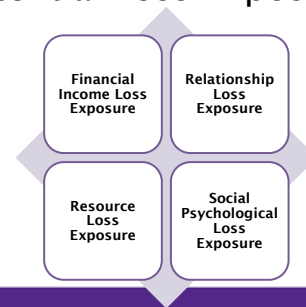 Financial
Income Loss
Exposure
Relationship
Loss
Exposure
Resource
Loss
Exposure
Social
Psychological
Loss
Exposure